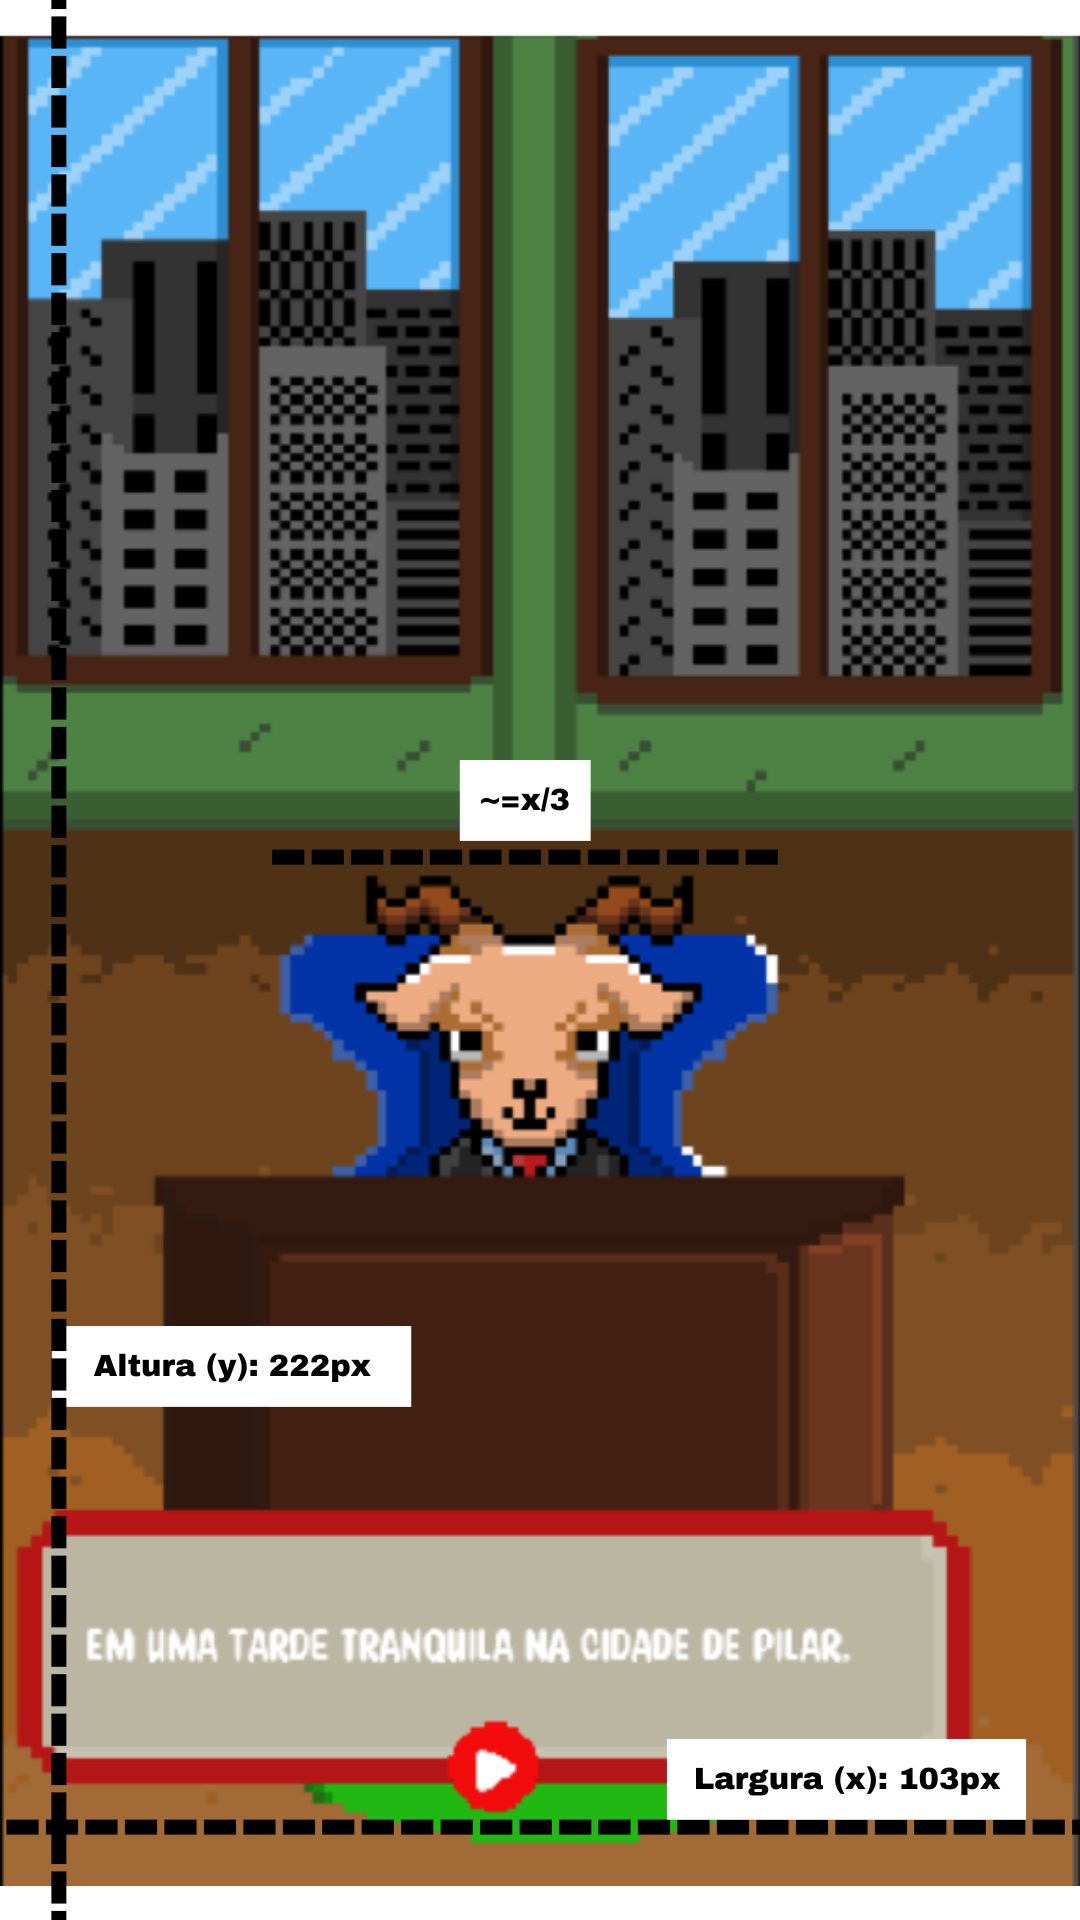 ~=x/3
Altura (y): 222px
EM UMA TARDE TRANQUILA NA CIDADE DE PILAR.
Largura (x): 103px